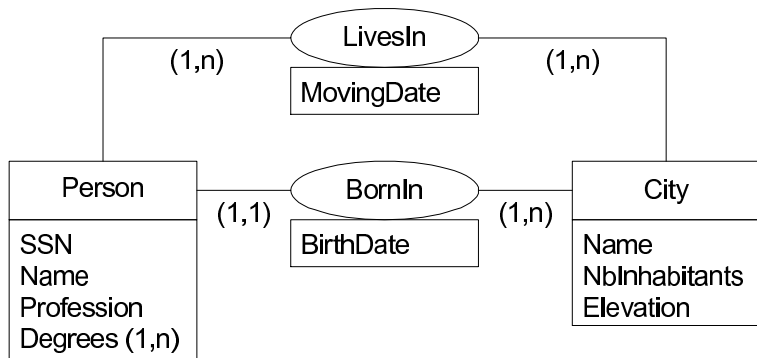 LivesIn
(1,n)
(1,n)
MovingDate
Person
BornIn
City
(1,1)
(1,n)
BirthDate
SSN
Name
Profession
Degrees (1,n)
Name
NbInhabitants
Elevation